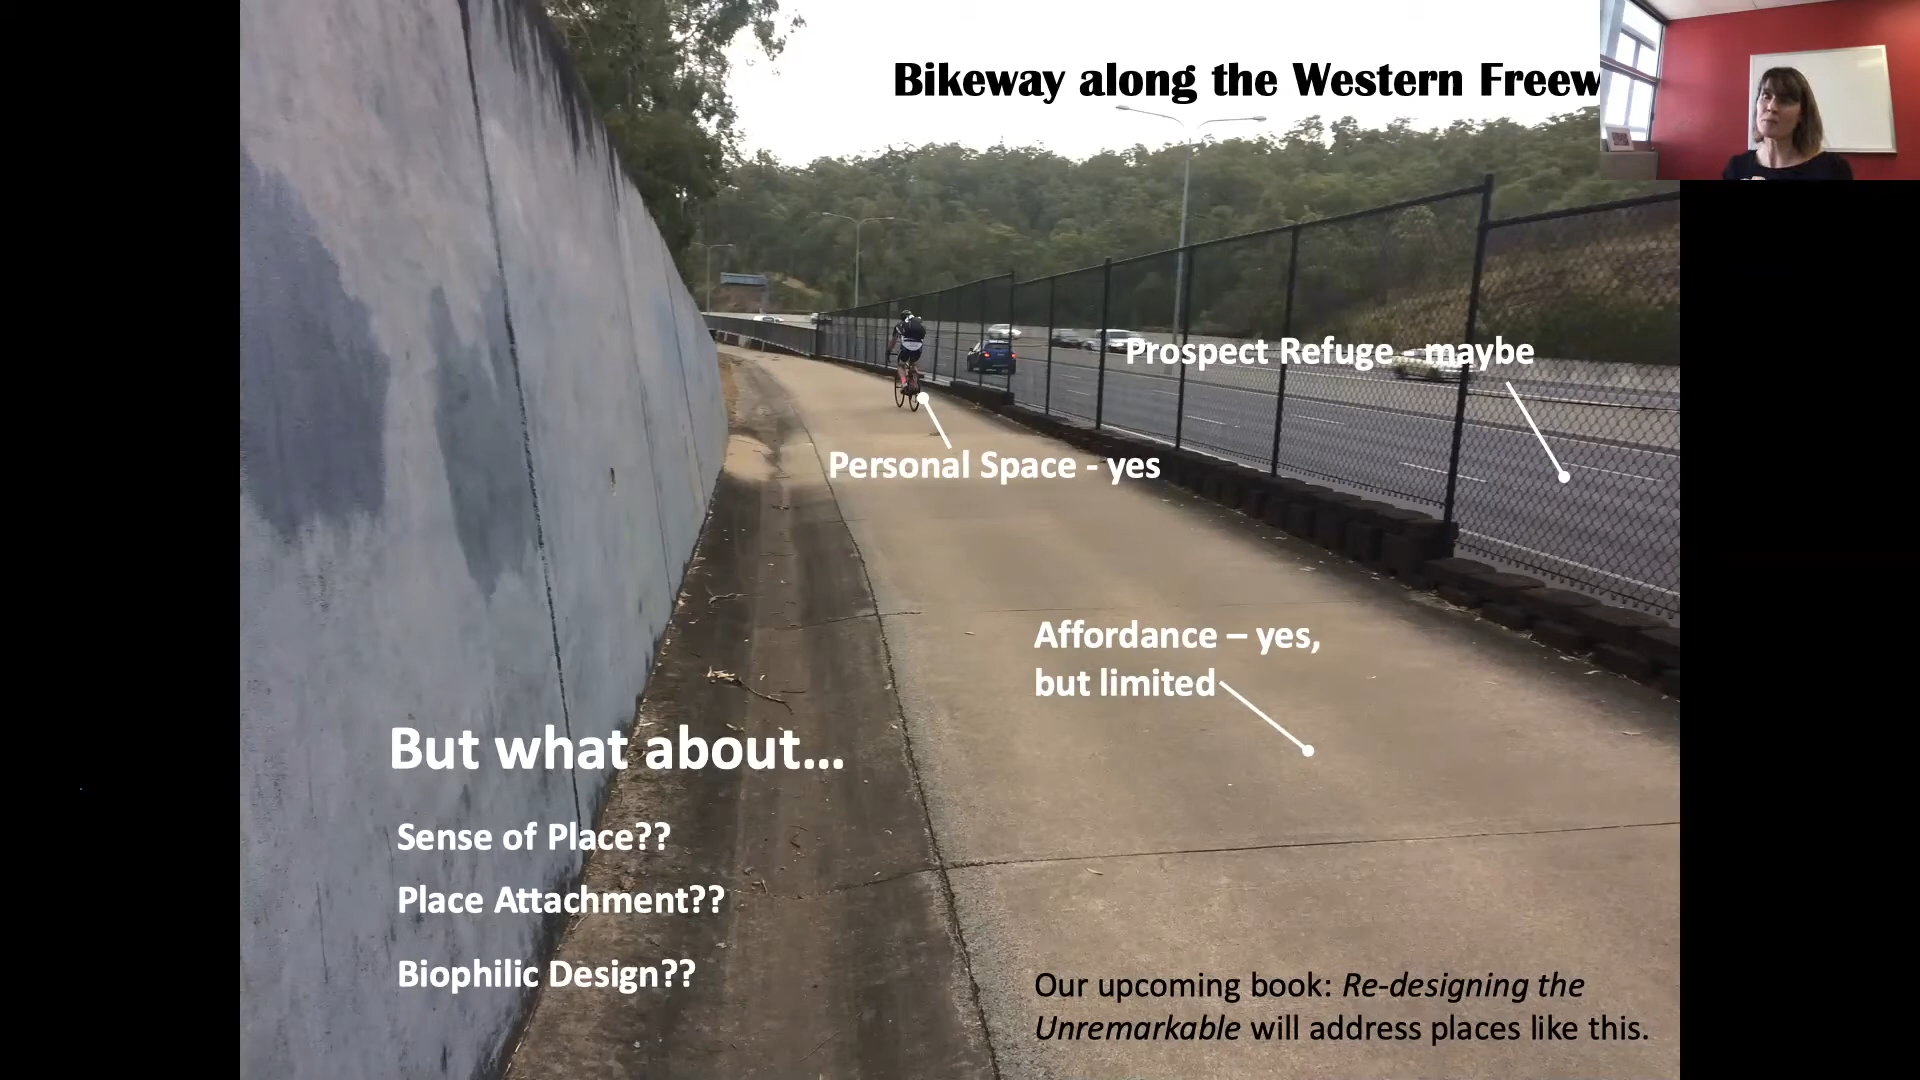 Bikeway along the Western Freew
Prospect Refuge - maybe
Personal Space - yes
Affordance – yes,
but limited
But what about...
Sense of Place??
Place Attachment??
Biophilic Design??
Our upcoming book: Re-designing the
Unremarkable will address places like this.